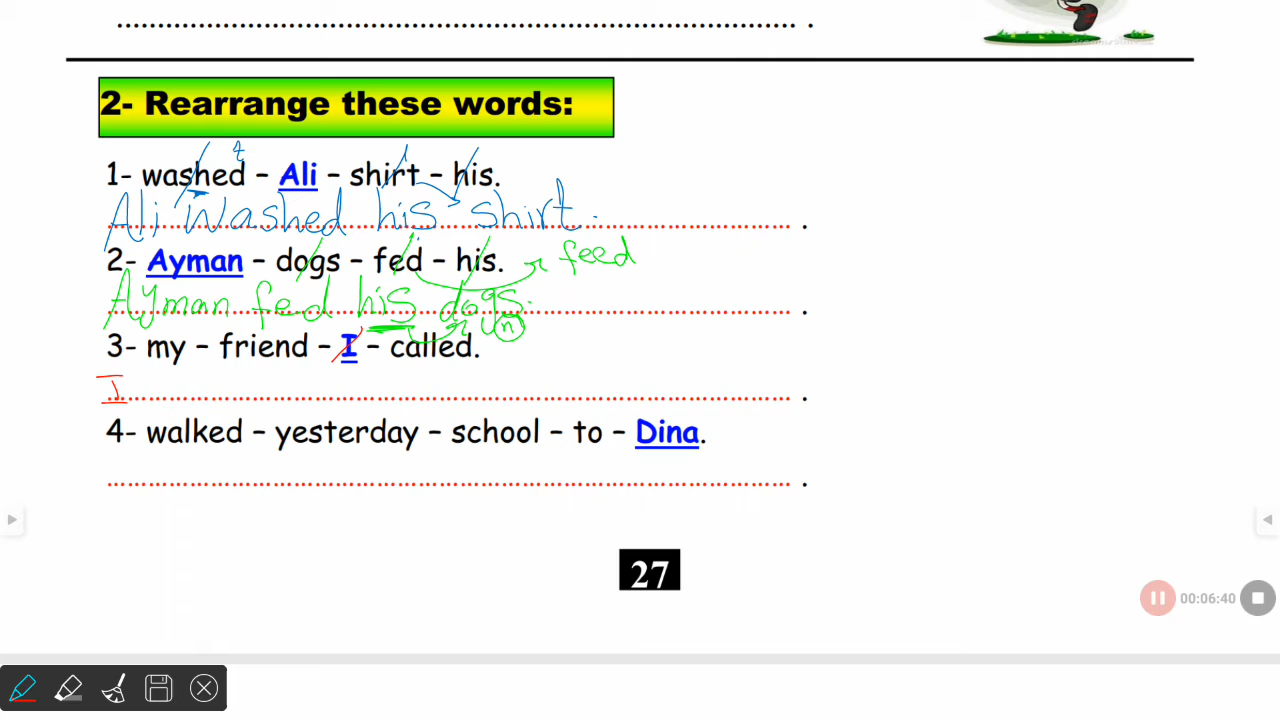 ............................................................................................ .
2- Rearrange these words:
t
1- washed – Ali – shirt – his.
Ali washed his shirt.
2- Ayman – dogs – fed – his.
feed
Ayman fed his dogs.
n
3- my – friend – I – called.
I
4- walked – yesterday – school – to – Dina.
............................................................................................ .
27
00:06:40